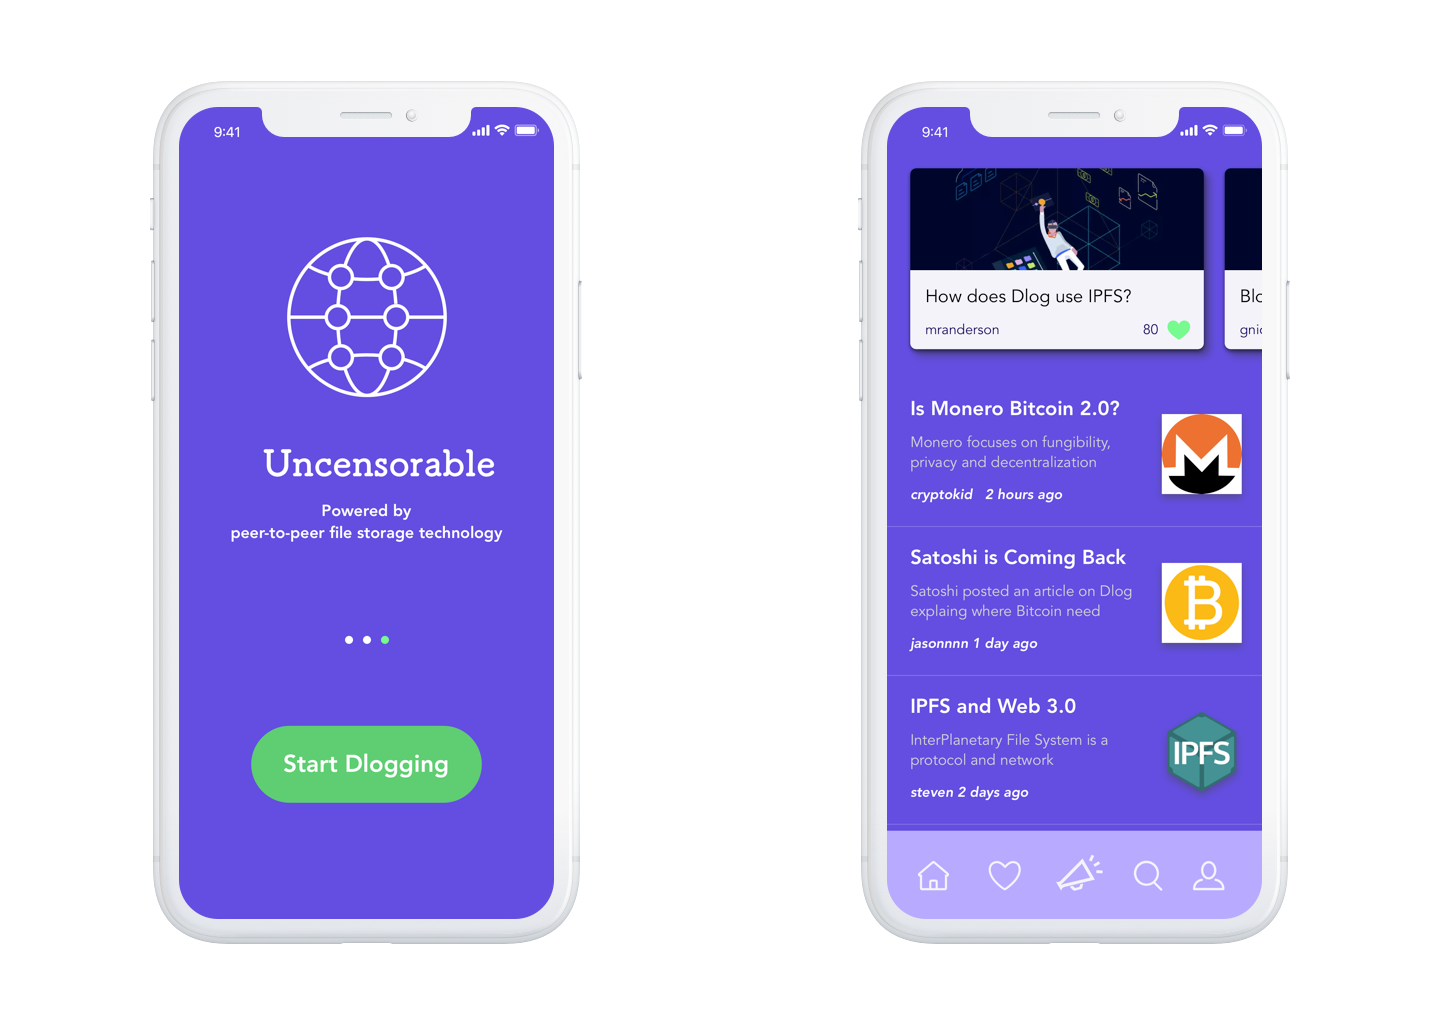 9:41
Uncensorable
Powered by
peer-to-peer file storage technology
Start Dlogging
9:41
How does Dlog use IPFS?
mranderson 80
Blo
gnic
Is Monero Bitcoin 2.0?
Monero focuses on fungibility,
privacy and decentralization
cryptokid 2 hours ago
Satoshi is Coming Back
Satoshi posted an article on Dlog
explaing where Bitcoin need
jasonnnn 1 day ago
IPFS and Web 3.0
InterPlanetary File System is a
protocol and network
steven 2 days ago
IPFS